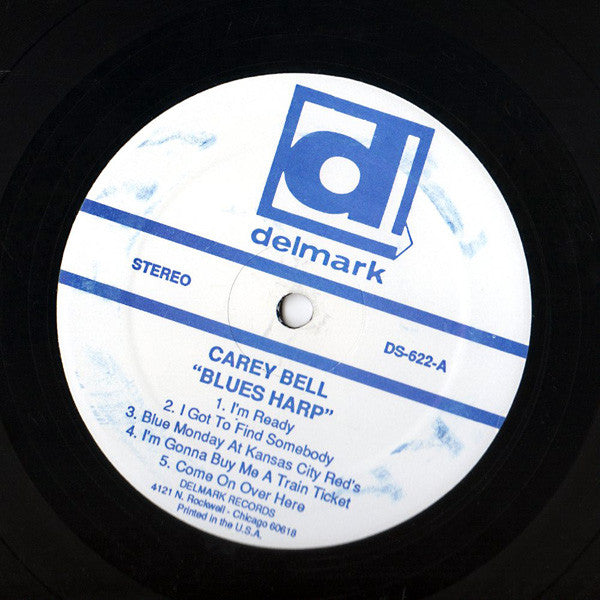 d
delmark
STEREO
DS-622-A
CAREY BELL
"BLUES HARP"
1. I'm Ready
2. I Got To Find Somebody
3. Blue Monday At Kansas City Red's
4. I'm Gonna Buy Me A Train Ticket
5. Come On Over Here
DELMARK RECORDS
4121 N. Rockwell - Chicago 60618
Printed in the U.S.A.